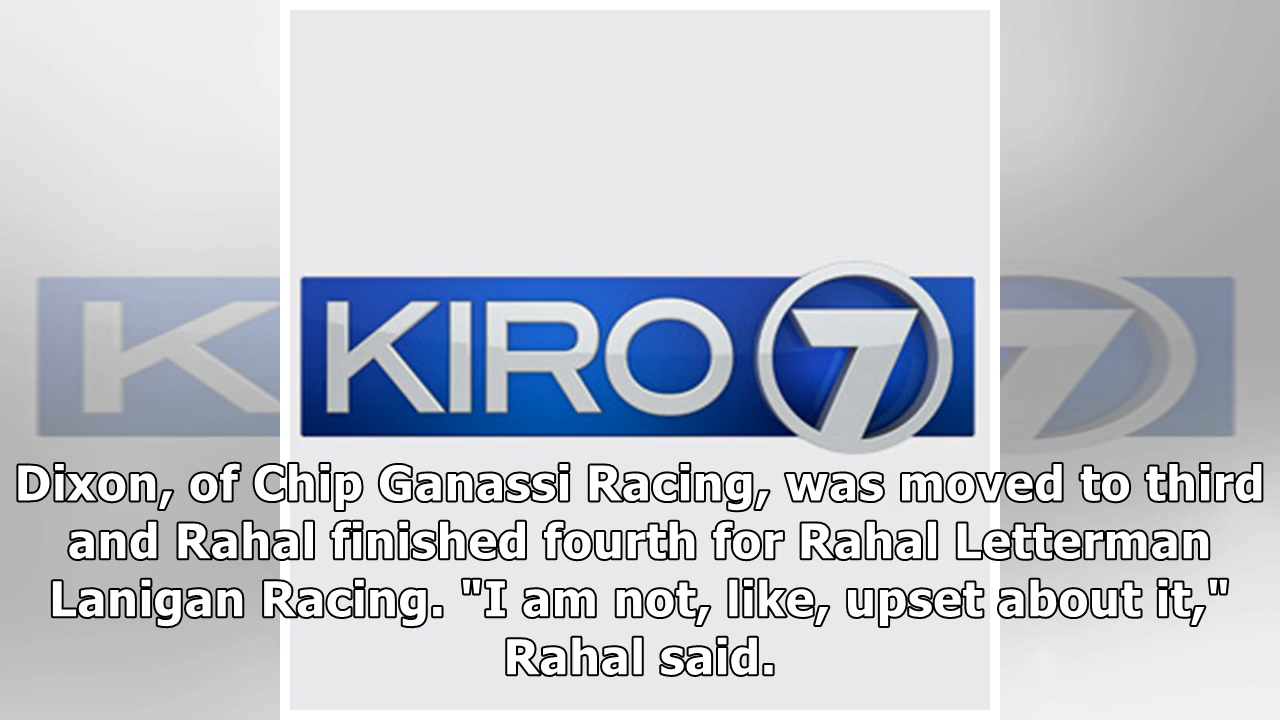 KIRO 7
Dixon, of Chip Ganassi Racing, was moved to third
and Rahal finished fourth for Rahal Letterman
Lanigan Racing. "I am not, like, upset about it,"
Rahal said.